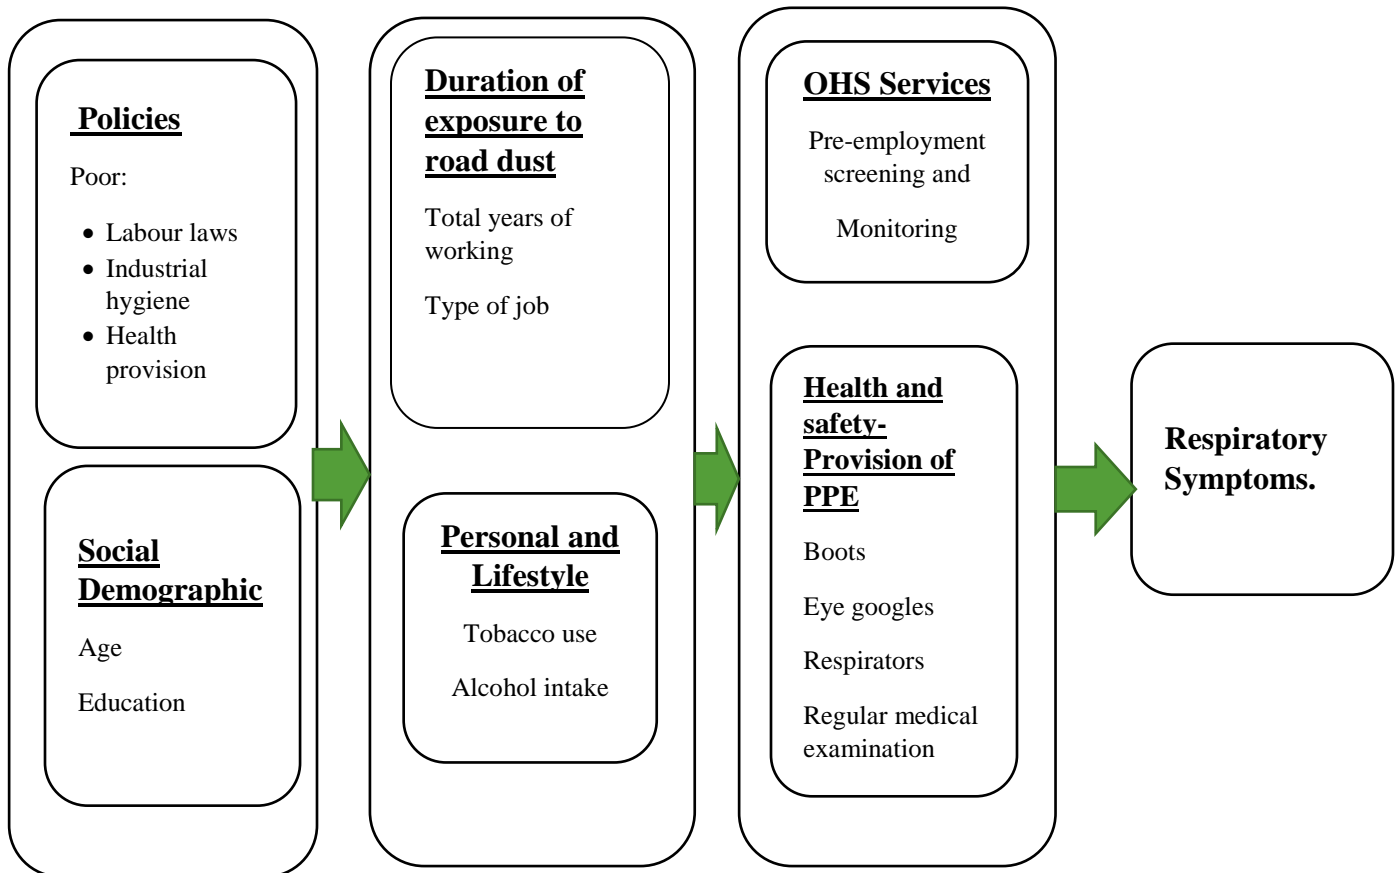 Policies
Poor:
• Labour laws
• Industrial
hygiene
• Health
provision
Social
Demographic
Age
Education
Duration of
exposure to
road dust
Total years of
working
Type of job
Personal and
Lifestyle
Tobacco use
Alcohol intake
OHS Services
Pre-employment
screening and
Monitoring
Health and
safety-
Provision of
PPE
Boots
Eye googles
Respirators
Regular medical
examination
Respiratory
Symptoms.